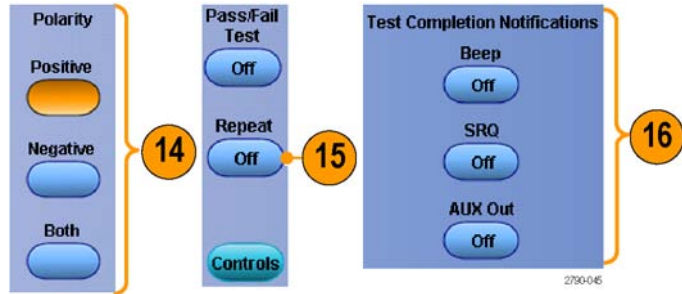 Polarity
Positive
Negative
Both
14
Pass/Fail
Test
Off
Repeat
Off
15
Controls
Test Completion Notifications
Beep
Off
SRQ
Off
AUX Out
Off
16
2790-045